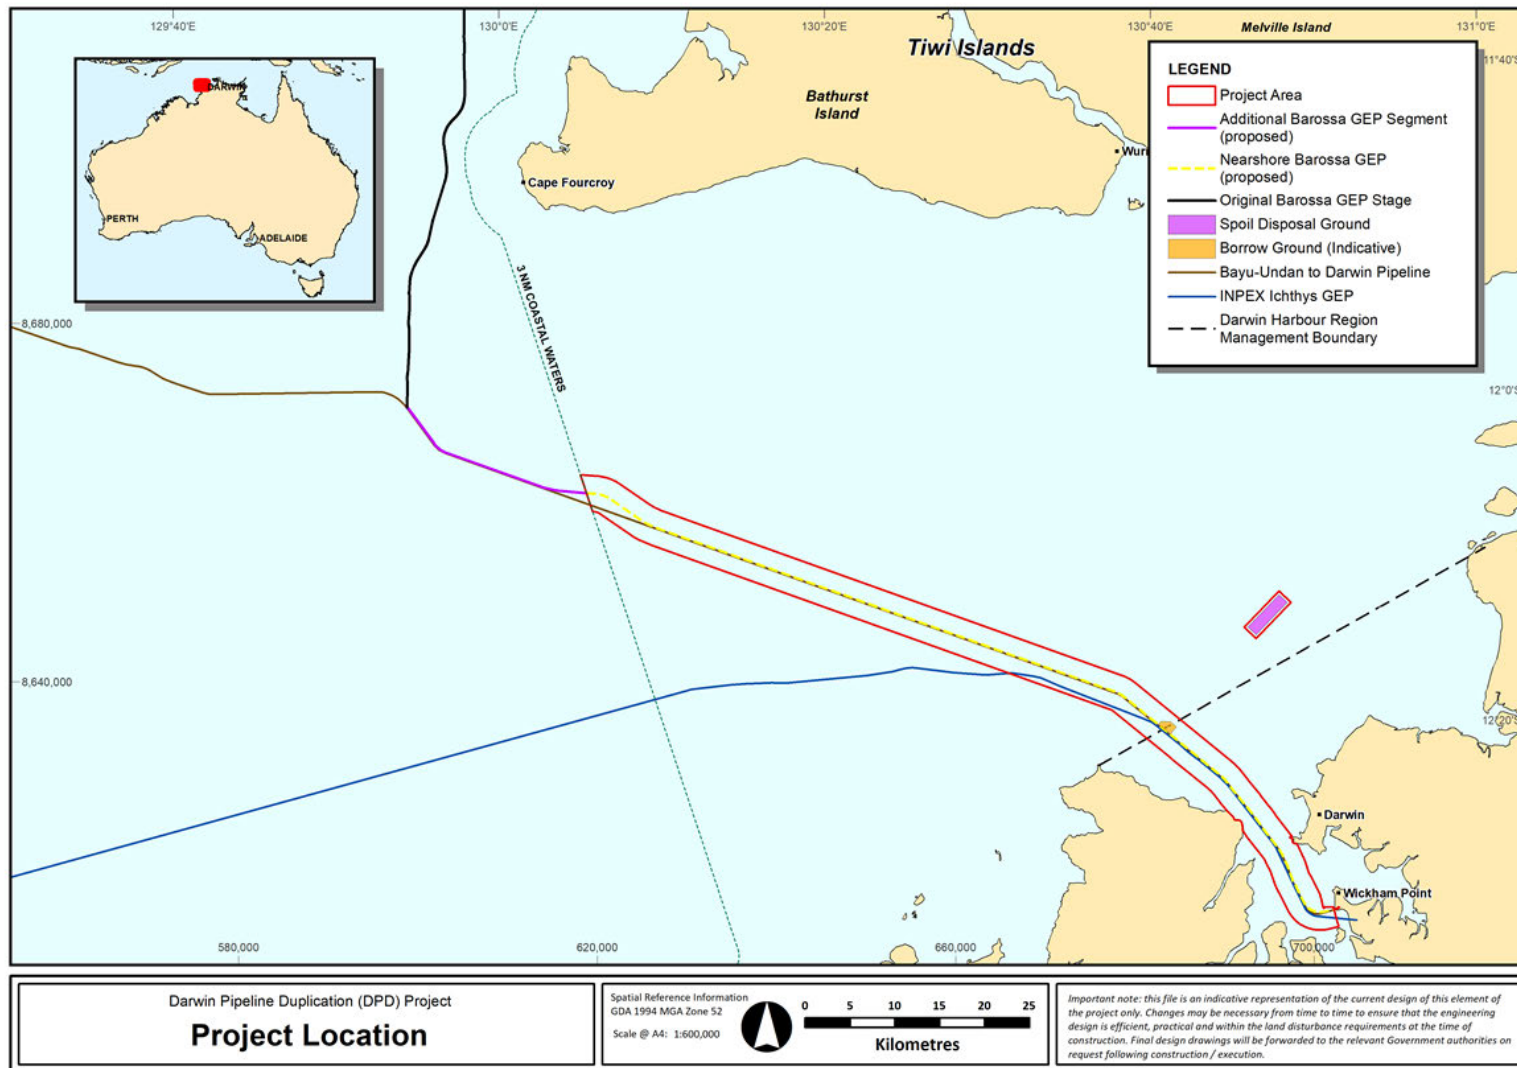 129°40'E
130°0'E
130°20'E
130°40'E
131°0'E
Melville Island
Tiwi Islands
11°40'S
DARWIN
PERTH
ADELAIDE
Bathurst
Island
Cape Fourcroy
LEGEND
Project Area
Additional Barossa GEP Segment
(proposed)
Nearshore Barossa GEP
(proposed)
Original Barossa GEP Stage
Spoil Disposal Ground
Borrow Ground (Indicative)
Bayu-Undan to Darwin Pipeline
INPEX Ichthys GEP
Darwin Harbour Region
Management Boundary
3 NM COASTAL WATERS
8,680,000
12°0'S
8,640,000
12°20'S
Darwin
Wickham Point
580,000
620,000
660,000
700,000
Darwin Pipeline Duplication (DPD) Project
Project Location
Spatial Reference Information
GDA 1994 MGA Zone 52
Scale @ A4: 1:600,000
0 5 10 15 20 25
Kilometres
Important note: this file is an indicative representation of the current design of this element of
the project only. Changes may be necessary from time to time to ensure that the engineering
design is efficient, practical and within the land disturbance requirements at the time of
construction. Final design drawings will be forwarded to the relevant Government authorities on
request following construction / execution.